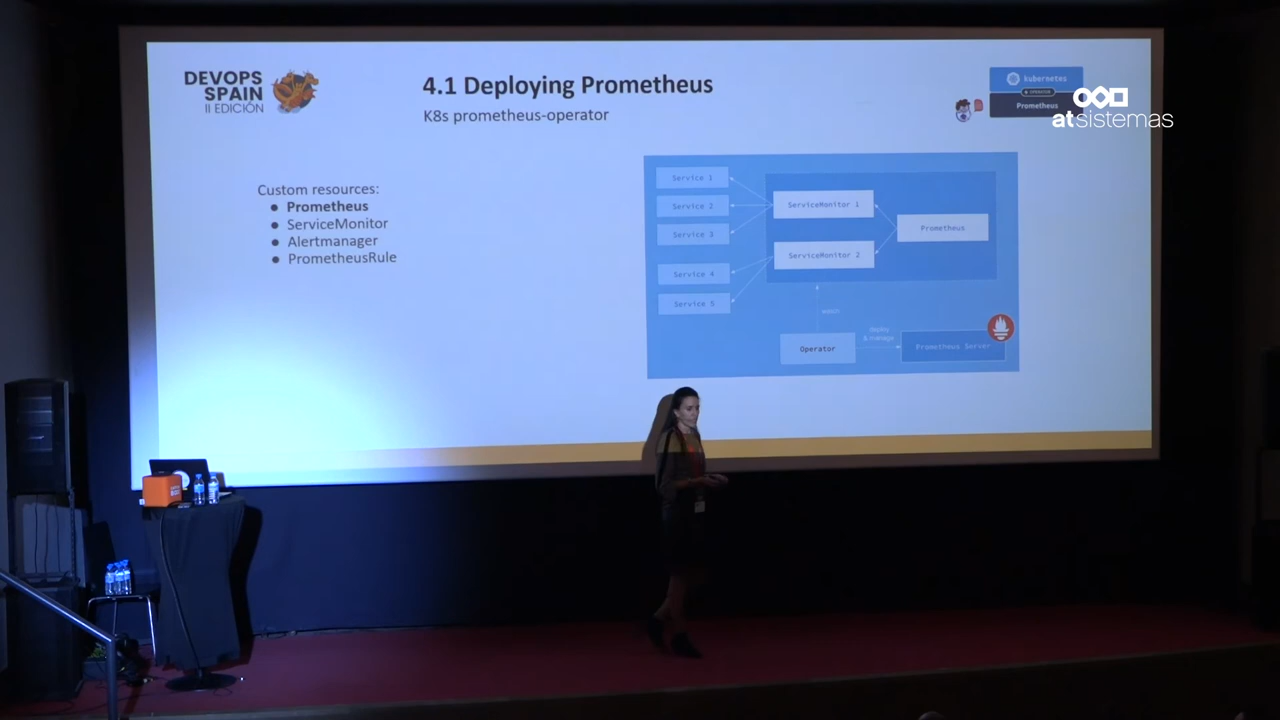 DEVOPS
SPAIN
II EDICIÓN
4.1 Deploying Prometheus
K8s prometheus-operator
kubernetes
OPERATOR
Prometheus
atsistemas
Custom resources:
● Prometheus
● ServiceMonitor
● Alertmanager
● PrometheusRule
Service 1
Service 2
Service 3
Service 4
Service 5
ServiceMonitor 1
ServiceMonitor 2
Prometheus
watch
Operator
deploy
& manage
Prometheus Server